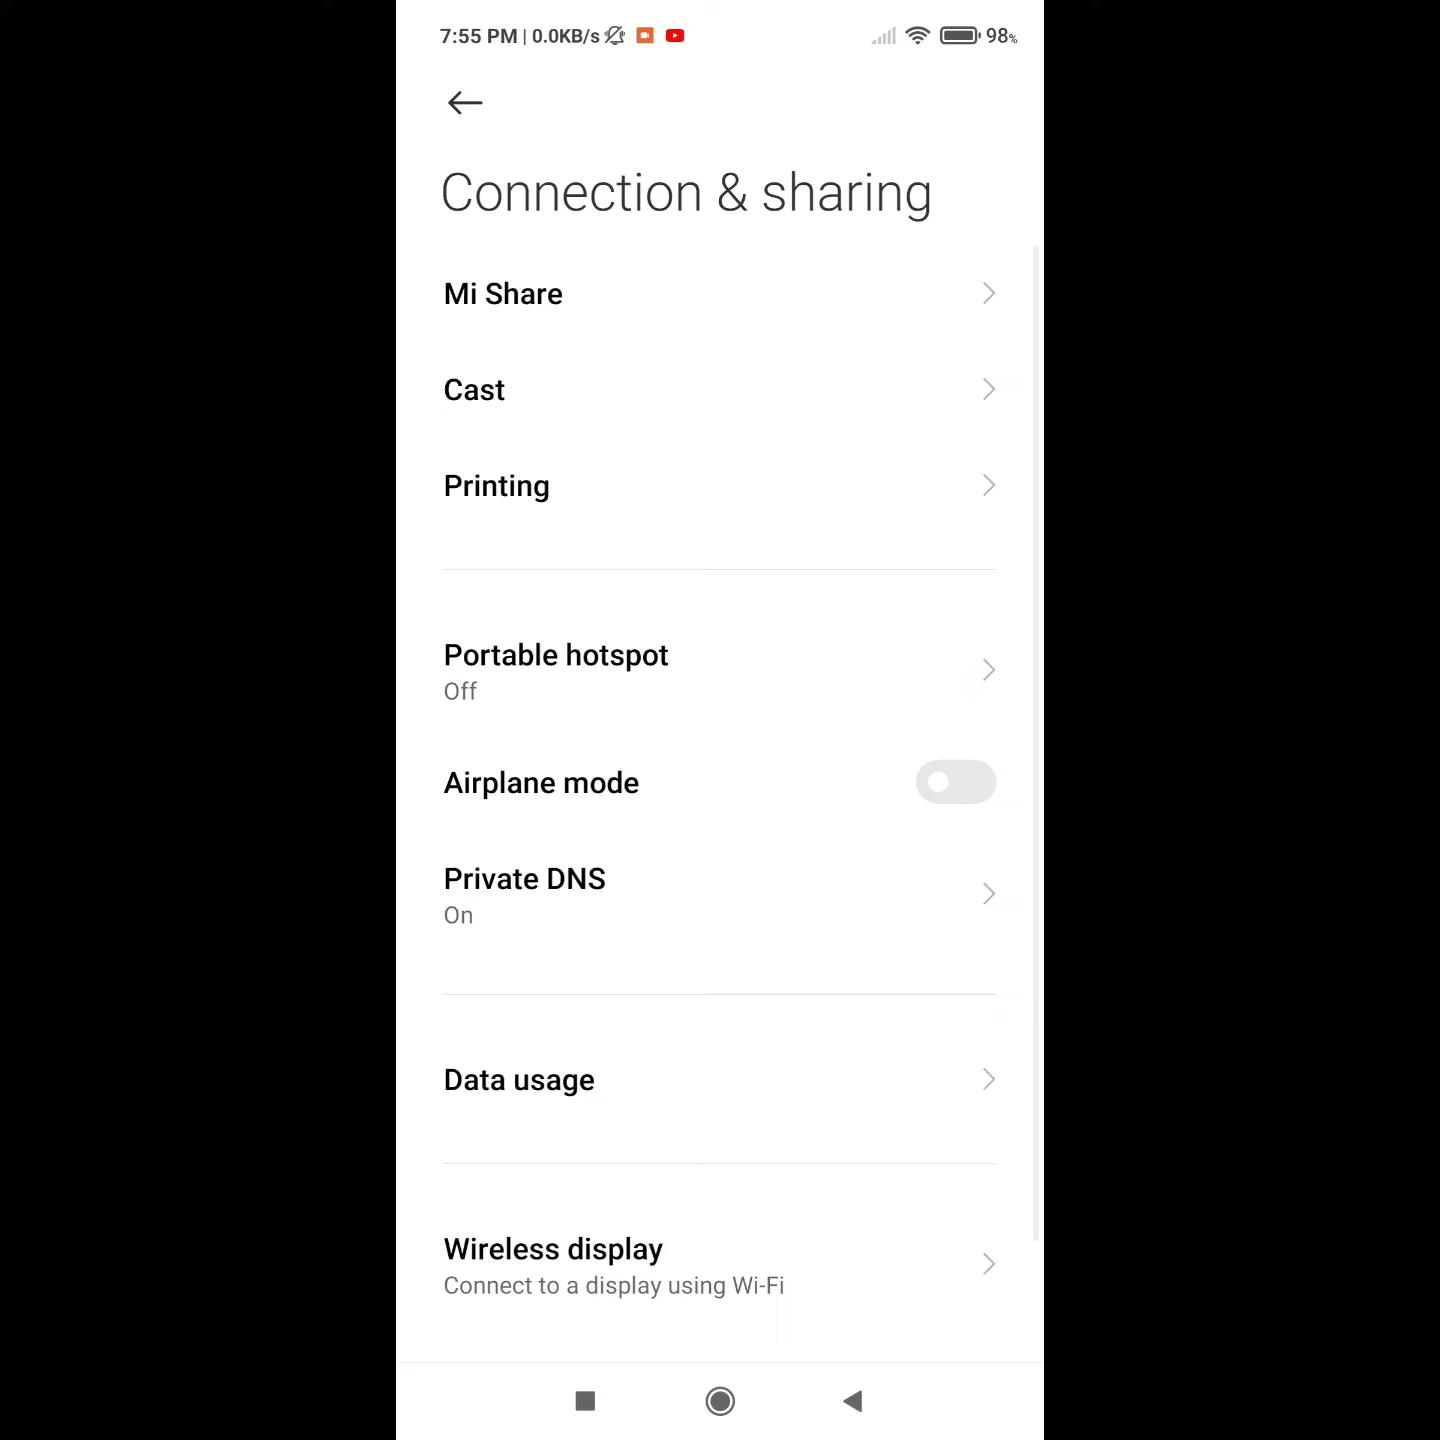 7:55 PM | 0.0KB/s 98%
Connection & sharing
Mi Share
Cast
Printing
Portable hotspot
Off
Airplane mode
Private DNS
On
Data usage
Wireless display
Connect to a display using Wi-Fi